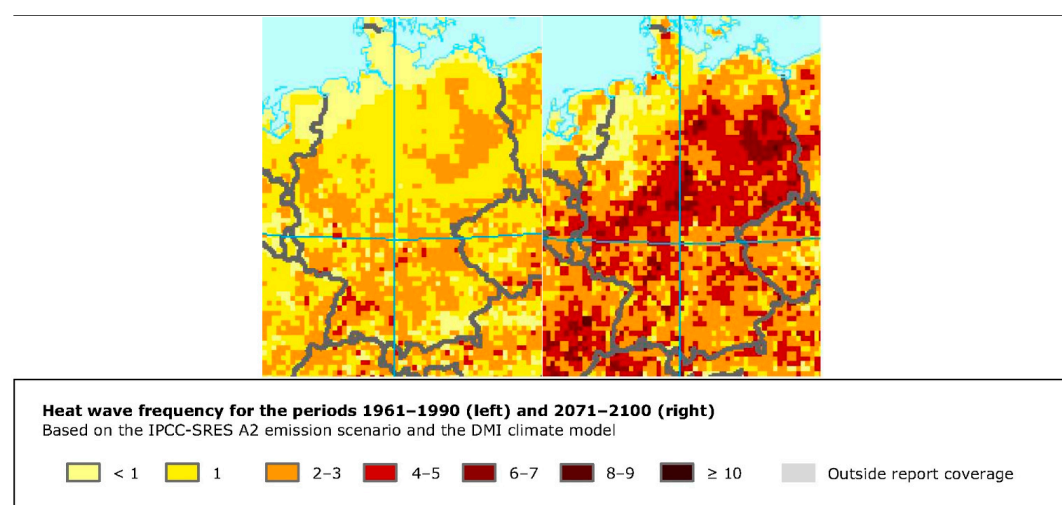 Heat wave frequency for the periods 1961–1990 (left) and 2071–2100 (right)
Based on the IPCC-SRES A2 emission scenario and the DMI climate model
< 1 1 2–3 4–5 6–7 8–9 ≥ 10 Outside report coverage